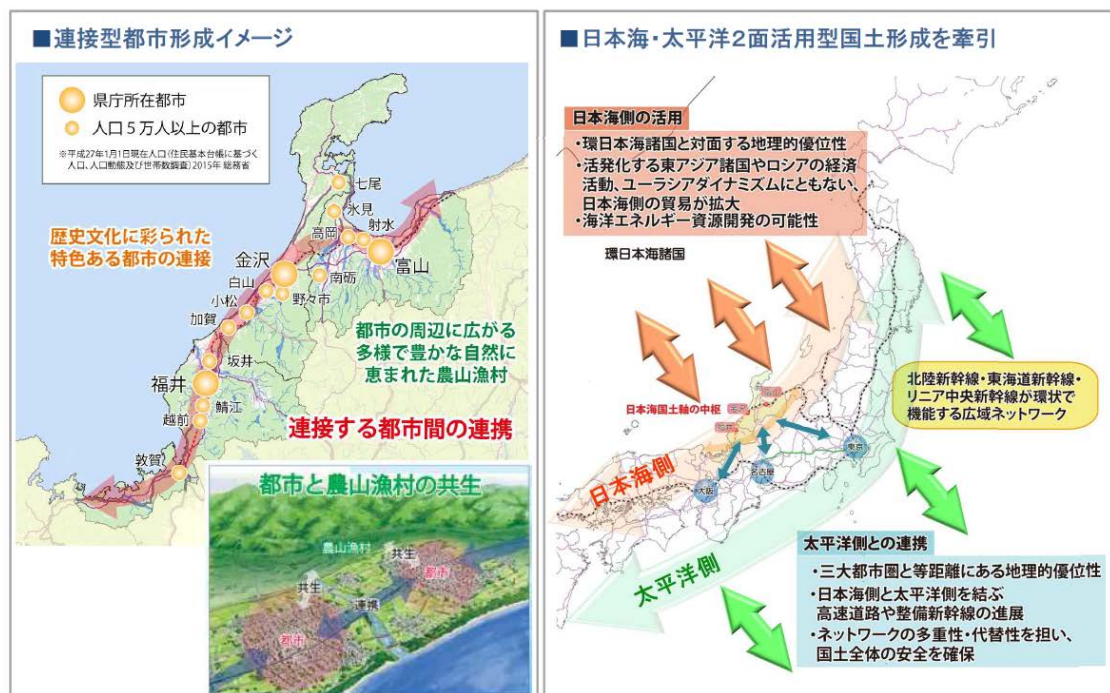 ■連接型都市形成イメージ
県庁所在都市
人口5万人以上の都市
※平成27年1月1日現在人口(住民基本台帳に基づく
人口、人口動態及び世帯数調査)2015年 総務省
七尾
氷見
高岡
射水
富山
歴史文化に彩られた
特色ある都市の連接
金沢
白山
南砺
小松
野々市
加賀
都市の周辺に広がる
多様で豊かな自然に
恵まれた農山漁村
坂井
福井
鯖江
越前
連接する都市間の連携
敦賀
都市と農山漁村の共生
農山漁村
共生
共生
都市
連携
都市
■日本海・太平洋2面活用型国土形成を牽引
日本海側の活用
・環日本海諸国と対面する地理的優位性
・活発化する東アジア諸国やロシアの経済
活動、ユーラシアダイナミズムにともない、
日本海側の貿易が拡大
・海洋エネルギー資源開発の可能性
環日本海諸国
北陸新幹線・東海道新幹線・
リニア中央新幹線が環状で
機能する広域ネットワーク
日本海国土軸の中枢
東京
名古屋
大阪
日本海側
太平洋側
太平洋側との連携
・三大都市圏と等距離にある地理的優位性
・日本海側と太平洋側を結ぶ
高速道路や整備新幹線の進展
・ネットワークの多重性・代替性を担い、
国土全体の安全を確保